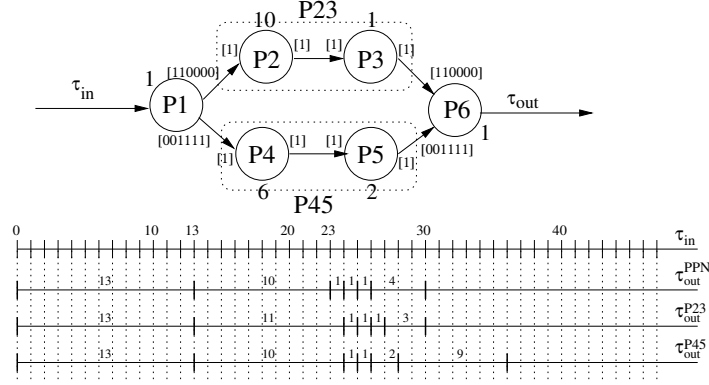 P23
10 1
[1] P2 [1] [1] P3 [1]
1 [110000] [110000]
τin P1 P6 τout
[001111] [001111] 1
[1] P4 [1] [1] P5 [1]
6 2
P45
0 10 13 20 23 30 40 τin
13 10 1 1 1 4 τout PPN
13 11 1 1 1 3 τout P23
13 10 1 1 2 9 τout P45